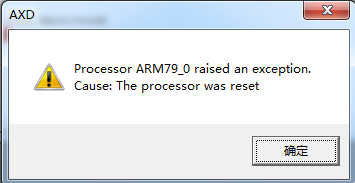 AXD
Processor ARM79_0 raised an exception.
Cause: The processor was reset
确定